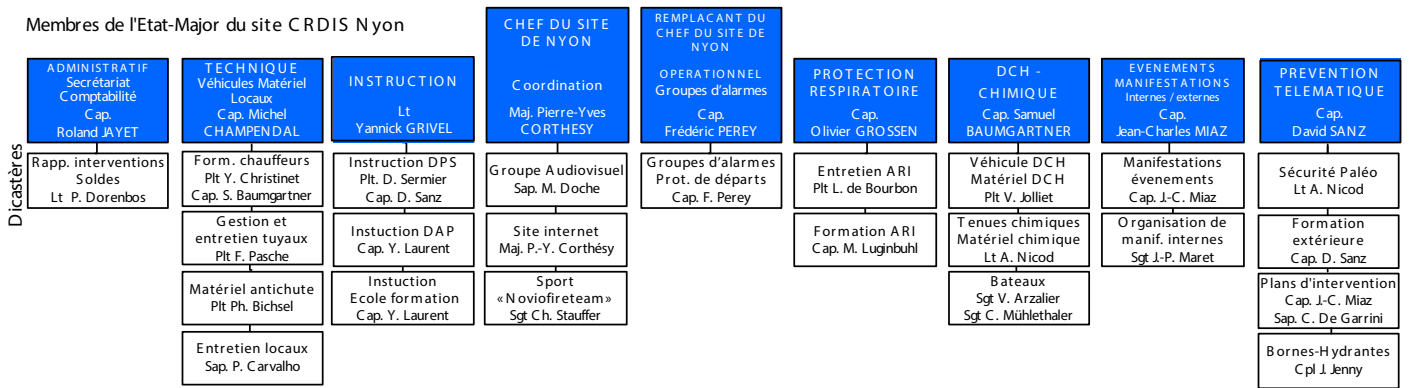 Membres de l'Etat-Major du site CRDIS Nyon
Dicastères
ADMINISTRATIF
Secrétariat
Comptabilité
Cap.
Roland JAYET
Rapp. interventions
Soldes
Lt P. Dorenbos
TECHNIQUE
Véhicules Matériel
Locaux
Cap. Michel
CHAMPENDAL
Form. chauffeurs
Plt Y. Christinet
Cap. S. Baumgartner
Gestion et
entretien tuyaux
Plt F. Pasche
Matériel antichute
Plt Ph. Bichsel
Entretien locaux
Sap. P. Carvalho
INSTRUCTION
Lt
Yannick GRIVEL
Instruction DPS
Plt. D. Sermier
Cap. D. Sanz
Instuction DAP
Cap. Y. Laurent
Instuction
Ecole formation
Cap. Y. Laurent
CHEF DU SITE
DE NYON
Coordination
Maj. Pierre-Yves
CORTHESY
Groupe Audiovisuel
Sap. M. Doche
Site internet
Maj. P.-Y. Corthésy
Sport
«Noviofireteam»
Sgt Ch. Stauffer
REMPLACANT DU
CHEF DU SITE DE
NYON
OPERATIONNEL
Groupes d'alarmes
Cap.
Frédéric PEREY
Groupes d'alarmes
Prot. de départs
Cap. F. Perey
PROTECTION
RESPIRATOIRE
Cap.
Olivier GROSSEN
Entretien ARI
Plt L. de Bourbon
Formation ARI
Cap. M. Luginbuhl
DCH -
CHIMIQUE
Cap. Samuel
BAUMGARTNER
Véhicule DCH
Matériel DCH
Plt V. Jolliet
Tenues chimiques
Matériel chimique
Lt A. Nicod
Bateaux
Sgt V. Arzalier
Sgt C. Mühlethaler
EVENEMENTS
MANIFESTATIONS
Internes / externes
Cap.
Jean-Charles MIAZ
Manifestations
évenements
Cap. J.-C. Miaz
Organisation de
manif. internes
Sgt J.-P. Maret
PREVENTION
TELEMATIQUE
Cap.
David SANZ
Sécurité Paléo
Lt A. Nicod
Formation
extérieure
Cap. D. Sanz
Plans d'intervention
Cap. J.-C. Miaz
Sap. C. De Garrini
Bornes-Hydrantes
Cpl J. Jenny